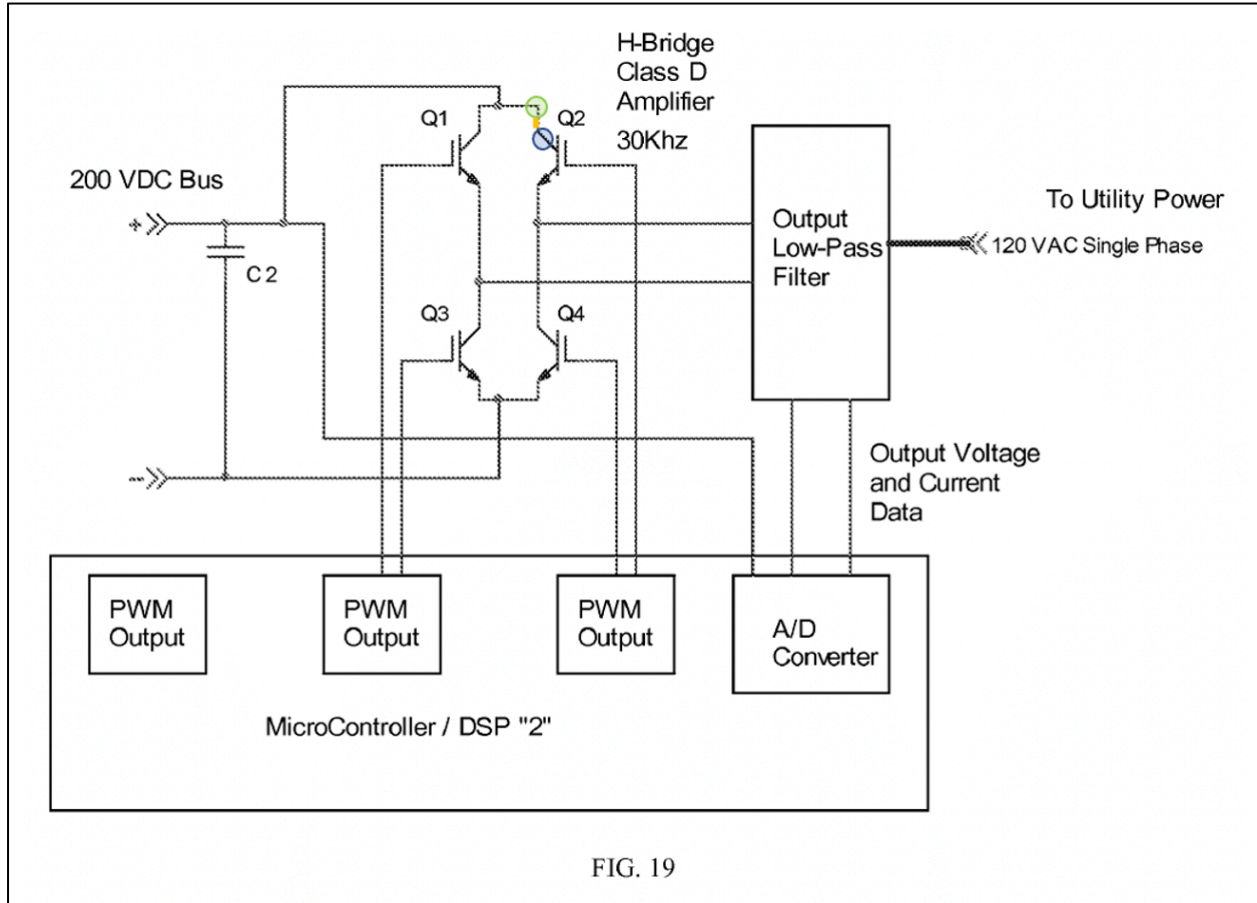 H-Bridge
Class D
Amplifier
30Khz
Q1
Q2
200 VDC Bus
+
C 2
Output
Low-Pass
Filter
To Utility Power
120 VAC Single Phase
Q3
Q4
-
Output Voltage
and Current
Data
PWM
Output
PWM
Output
PWM
Output
A/D
Converter
MicroController / DSP "2"
FIG. 19